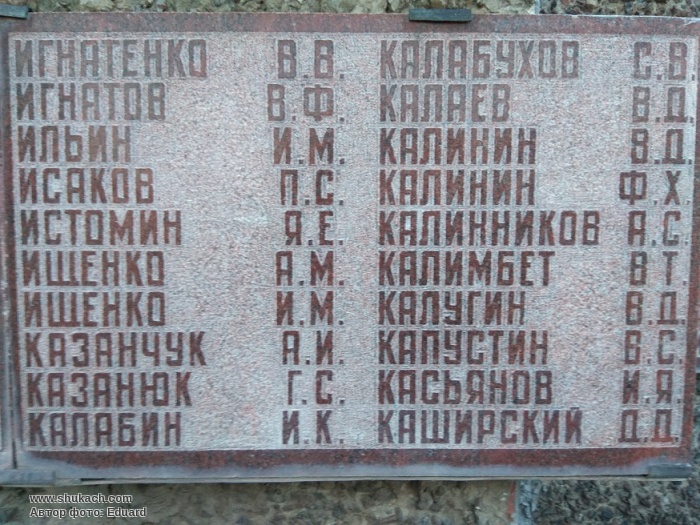 ИГНАТЕНКО В.В.
ИГНАТОВ В.Ф.
ИЛЬИН И.М.
ИСАКОВ П.С.
ИСТОМИН Я.Е.
ИЩЕНКО А.М.
ИЩЕНКО И.М.
КАЗАНЧУК А.И.
КАЗАНЮК Г.С.
КАЛАБИН И.К.
КАЛАБУХОВ С.В
КАЛАЕВ В.Д.
КАЛИНИН В.Д.
КАЛИНИН Ф.Х
КАЛИННИКОВ А.С
КАЛИМБЕТ В.Т.
КАЛУГИН В.Д.
КАПУСТИН В.С.
КАСЬЯНОВ И.Я.
КАШИРСКИЙ Д.Д.
www.shukach.com
Автор фото: Eduard